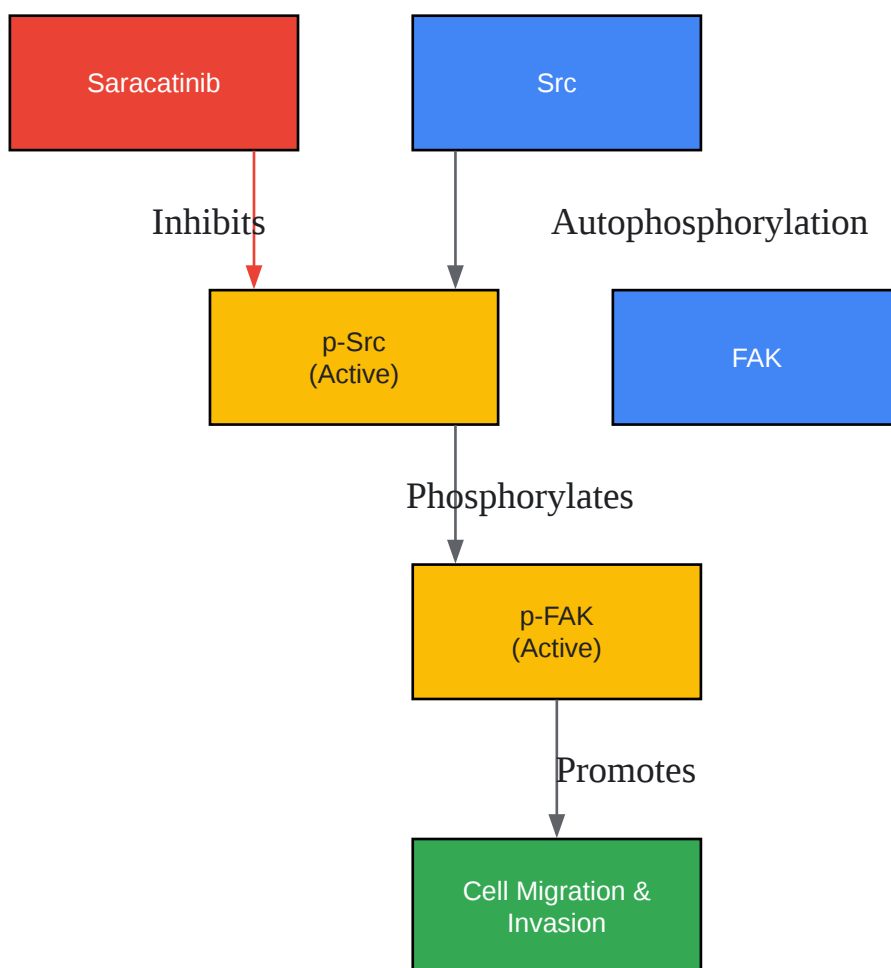 Saracatinib
Src
Inhibits
Autophosphorylation
p-Src
(Active)
FAK
Phosphorylates
p-FAK
(Active)
Promotes
Cell Migration &
Invasion